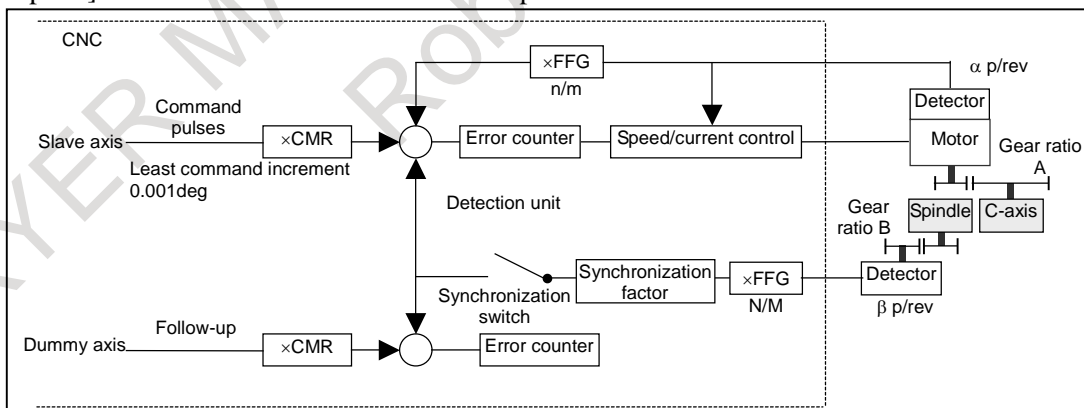 CNC
×FFG
n/m
α p/rev
Detector
Command
pulses
Slave axis
×CMR
Error counter
Speed/current control
Motor
Gear ratio
A
Least command increment
0.001deg
Detection unit
Gear
ratio B
Spindle
C-axis
Synchronization
factor
×FFG
N/M
Detector
β p/rev
Synchronization
switch
Follow-up
Dummy axis
×CMR
Error counter